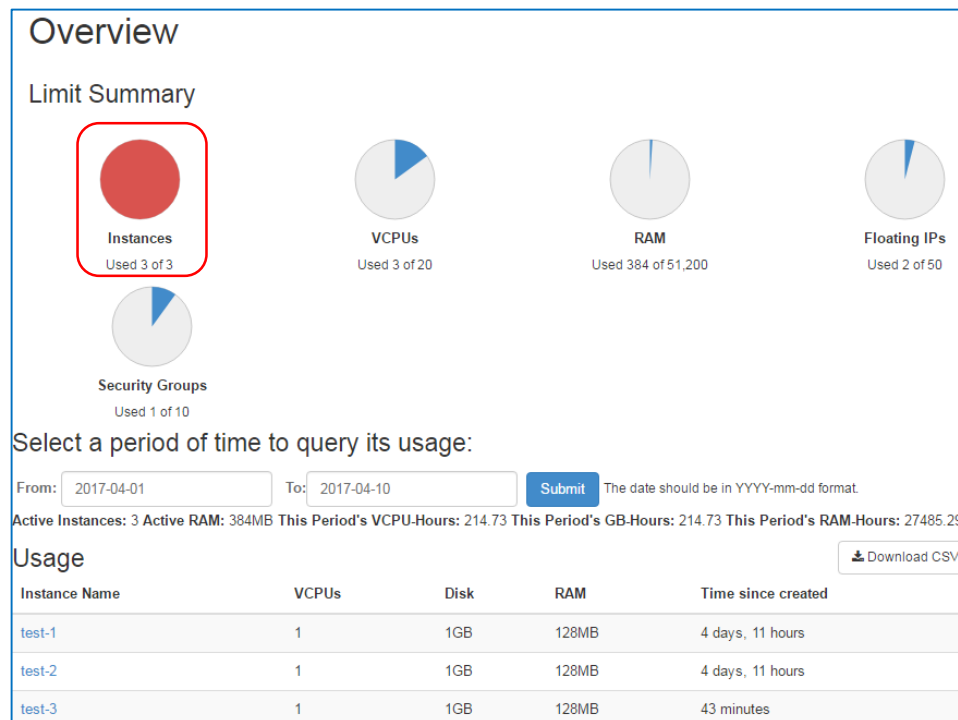 Overview
Limit Summary
Instances
Used 3 of 3
VCPUs
Used 3 of 20
RAM
Used 384 of 51,200
Floating IPs
Used 2 of 50
Security Groups
Used 1 of 10
Select a period of time to query its usage:
From: 2017-04-01 To: 2017-04-10 Submit The date should be in YYYY-mm-dd format.
Active Instances: 3 Active RAM: 384MB This Period's VCPU-Hours: 214.73 This Period's GB-Hours: 214.73 This Period's RAM-Hours: 27485.29
Usage
Download CSV
Instance Name VCPUs Disk RAM Time since created
test-1 1 1GB 128MB 4 days, 11 hours
test-2 1 1GB 128MB 4 days, 11 hours
test-3 1 1GB 128MB 43 minutes